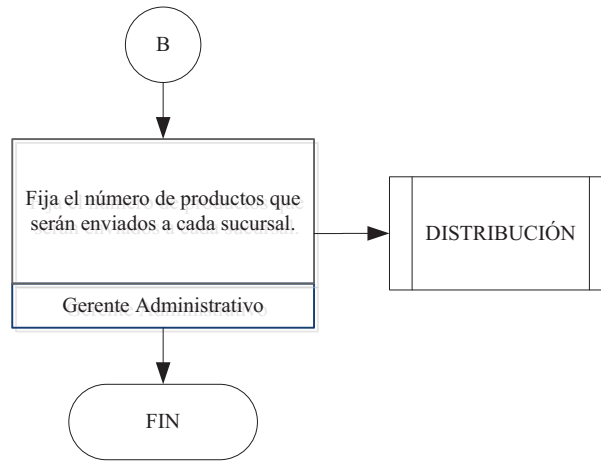 B
Fija el número de productos que
serán enviados a cada sucursal.
DISTRIBUCIÓN
Gerente Administrativo
FIN